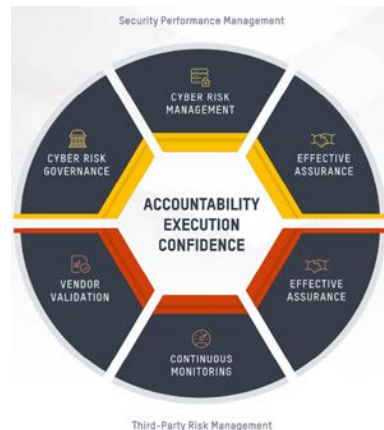 Security Performance Management
CYBER RISK
MANAGEMENT
CYBER RISK
GOVERNANCE
EFFECTIVE
ASSURANCE
ACCOUNTABILITY
EXECUTION
CONFIDENCE
VENDOR
VALIDATION
EFFECTIVE
ASSURANCE
CONTINUOUS
MONITORING
Third-Party Risk Management